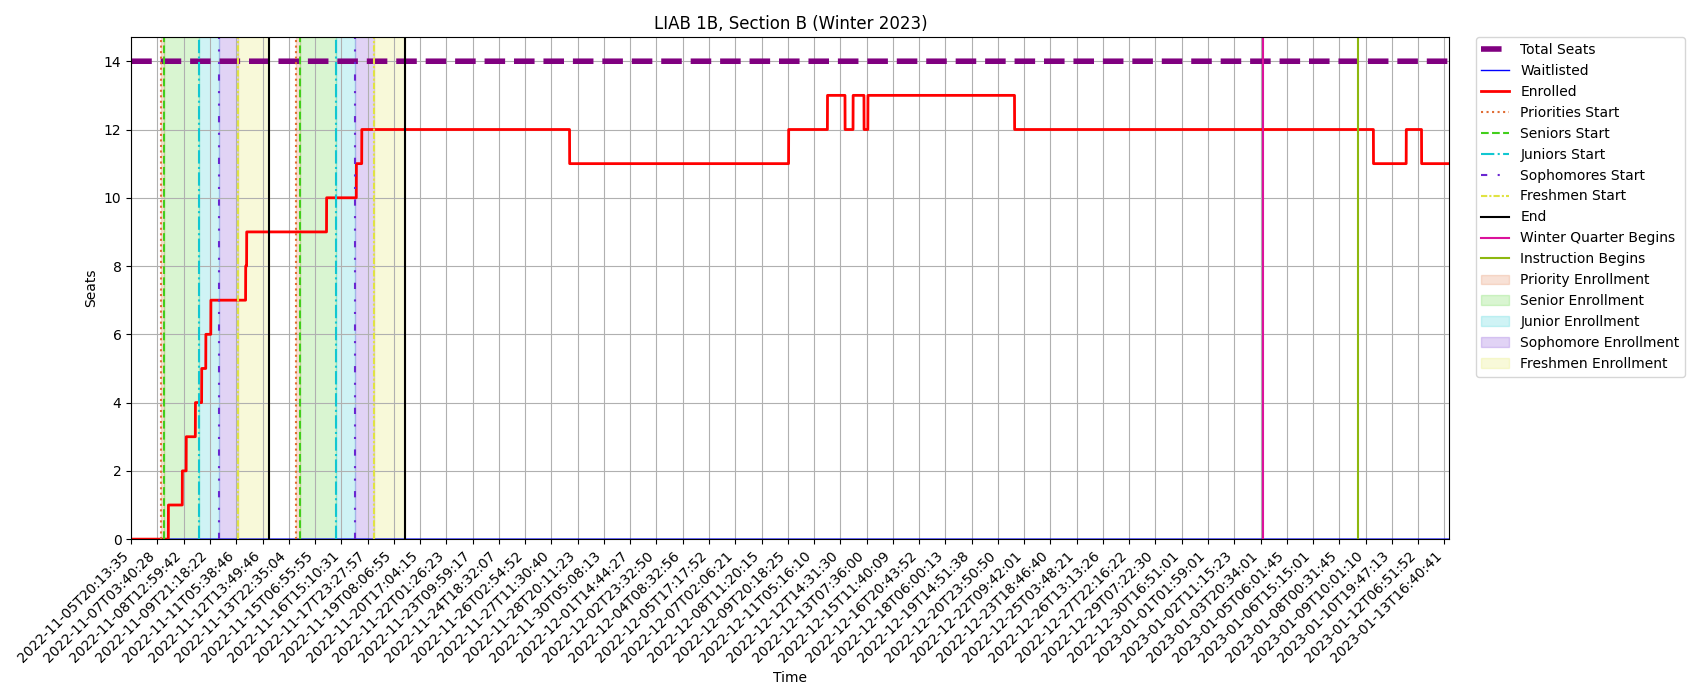 LIAB 1B, Section B (Winter 2023)
Total Seats
Waitlisted
Enrolled
Priorities Start
Seniors Start
Juniors Start
Sophomores Start
Freshmen Start
End
Winter Quarter Begins
Instruction Begins
Priority Enrollment
Senior Enrollment
Junior Enrollment
Sophomore Enrollment
Freshmen Enrollment
Seats
14
12
10
8
6
4
2
0
2022-11-05T20:13:35
2022-11-07T03:40:28
2022-11-08T12:59:42
2022-11-09T21:18:22
2022-11-11T05:38:46
2022-11-12T13:49:46
2022-11-13T22:35:04
2022-11-15T06:55:55
2022-11-16T15:10:31
2022-11-17T23:27:57
2022-11-19T08:06:55
2022-11-20T17:04:15
2022-11-22T01:26:23
2022-11-23T09:59:17
2022-11-24T18:32:07
2022-11-26T02:54:52
2022-11-27T11:30:40
2022-11-28T20:11:23
2022-11-30T05:08:13
2022-12-01T14:44:27
2022-12-02T23:32:50
2022-12-04T08:32:56
2022-12-05T17:17:52
2022-12-07T02:06:21
2022-12-08T11:20:15
2022-12-09T20:18:25
2022-12-11T05:16:10
2022-12-12T14:31:30
2022-12-13T07:36:00
2022-12-15T11:40:09
2022-12-16T20:43:52
2022-12-18T06:00:13
2022-12-19T14:51:38
2022-12-20T23:50:50
2022-12-22T09:42:01
2022-12-23T18:46:40
2022-12-25T03:48:21
2022-12-26T13:13:26
2022-12-27T22:16:22
2022-12-29T07:22:30
2022-12-30T16:51:01
2023-01-01T01:59:01
2023-01-02T11:15:23
2023-01-03T20:34:01
2023-01-05T06:01:45
2023-01-06T15:15:01
2023-01-08T00:31:45
2023-01-09T10:01:10
2023-01-10T19:47:13
2023-01-12T06:51:52
2023-01-13T16:40:41
Time